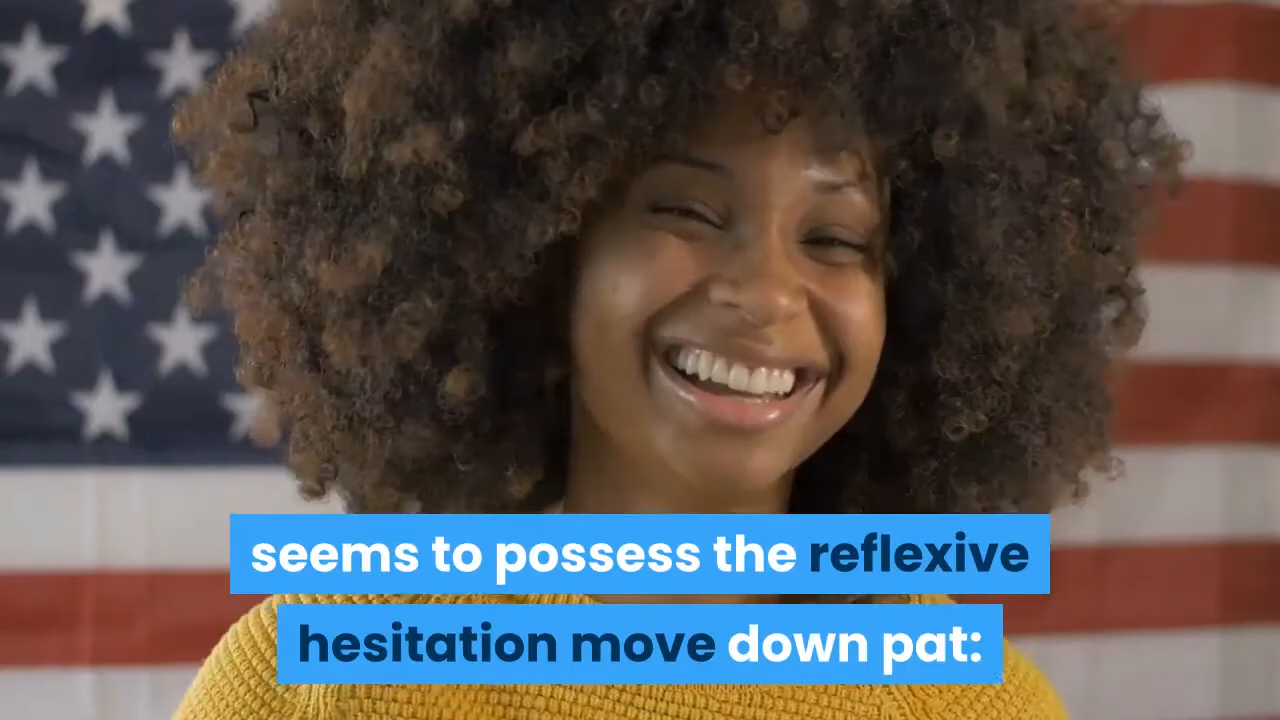 seems to possess the reflexive
hesitation move down pat: